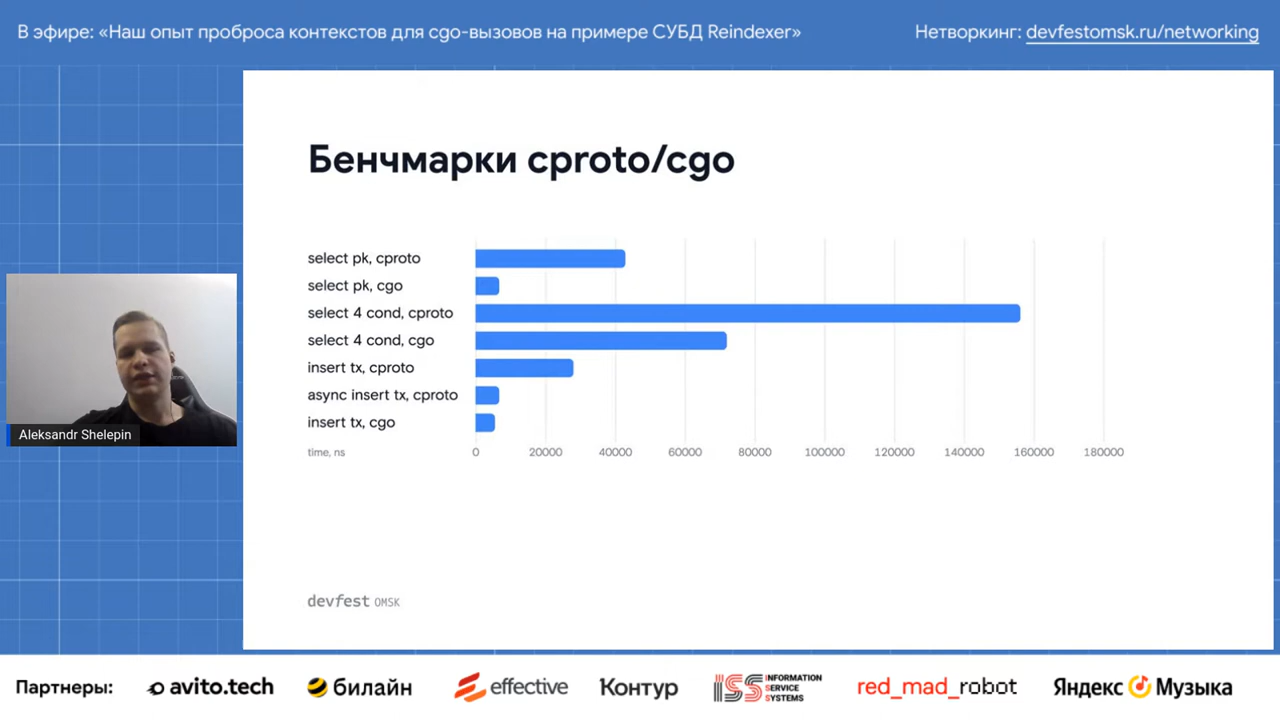 В эфире: «Наш опыт проброса контекстов для cgo-вызовов на примере СУБД Reindexer»
Нетворкинг: devfestomsk.ru/networking
Бенчмарки cproto/cgo
select pk, cproto
select pk, cgo
select 4 cond, cproto
select 4 cond, cgo
insert tx, cproto
async insert tx, cproto
insert tx, cgo
time, ns
0 20000 40000 60000 80000 100000 120000 140000 160000 180000
Aleksandr Shelepin
devfest OMSK
Партнеры: avito.tech билайн effective Контур ISS INFORMATION SERVICE SYSTEMS red_mad_robot Яндекс Музыка